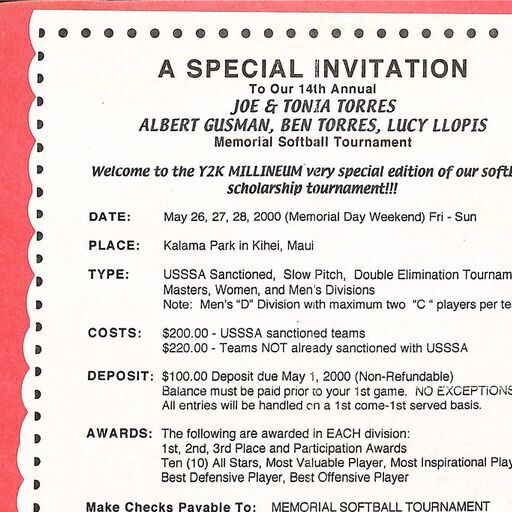 A SPECIAL INVITATION
To Our 14th Annual
JOE & TONIA TORRES
ALBERT GUSMAN, BEN TORRES, LUCY LLOPIS
Memorial Softball Tournament
Welcome to the Y2K MILLINEUM very special edition of our softb
scholarship tournament!!!
DATE: May 26, 27, 28, 2000 (Memorial Day Weekend) Fri - Sun
PLACE: Kalama Park in Kihei, Maui
TYPE: USSSA Sanctioned, Slow Pitch, Double Elimination Tournam
Masters, Women, and Men's Divisions
Note: Men's "D" Division with maximum two "C " players per te
COSTS: $200.00 - USSSA sanctioned teams
$220.00 - Teams NOT already sanctioned with USSSA
DEPOSIT: $100.00 Deposit due May 1, 2000 (Non-Refundable)
Balance must be paid prior to your 1st game. NO EXCEPTIONS
All entries will be handled on a 1st come-1st served basis.
AWARDS: The following are awarded in EACH division:
1st, 2nd, 3rd Place and Participation Awards
Ten (10) All Stars, Most Valuable Player, Most Inspirational Play
Best Defensive Player, Best Offensive Player
Make Checks Payable To: MEMORIAL SOFTBALL TOURNAMENT